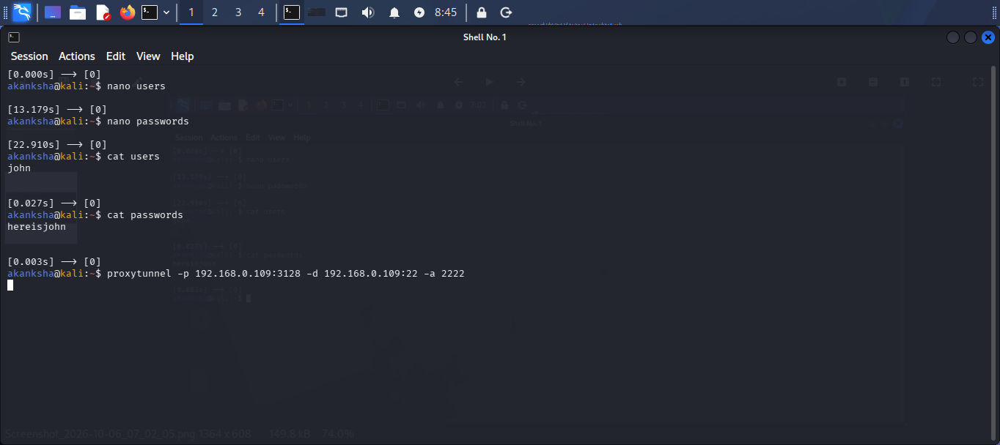 1 2 3 4 8:45
Shell No. 1
Session Actions Edit View Help
[0.000s] ──> [0]
akanksha@kali:~$ nano users
[13.179s] ──> [0]
akanksha@kali:~$ nano passwords
[22.910s] ──> [0]
akanksha@kali:~$ cat users
john
[0.027s] ──> [0]
akanksha@kali:~$ cat passwords
hereisjohn
[0.003s] ──> [0]
akanksha@kali:~$ proxytunnel -p 192.168.0.109:3128 -d 192.168.0.109:22 -a 2222
Screenshot_2026-10-06_07_02_05.png 1364 x 608 149.8 kB 74.0%